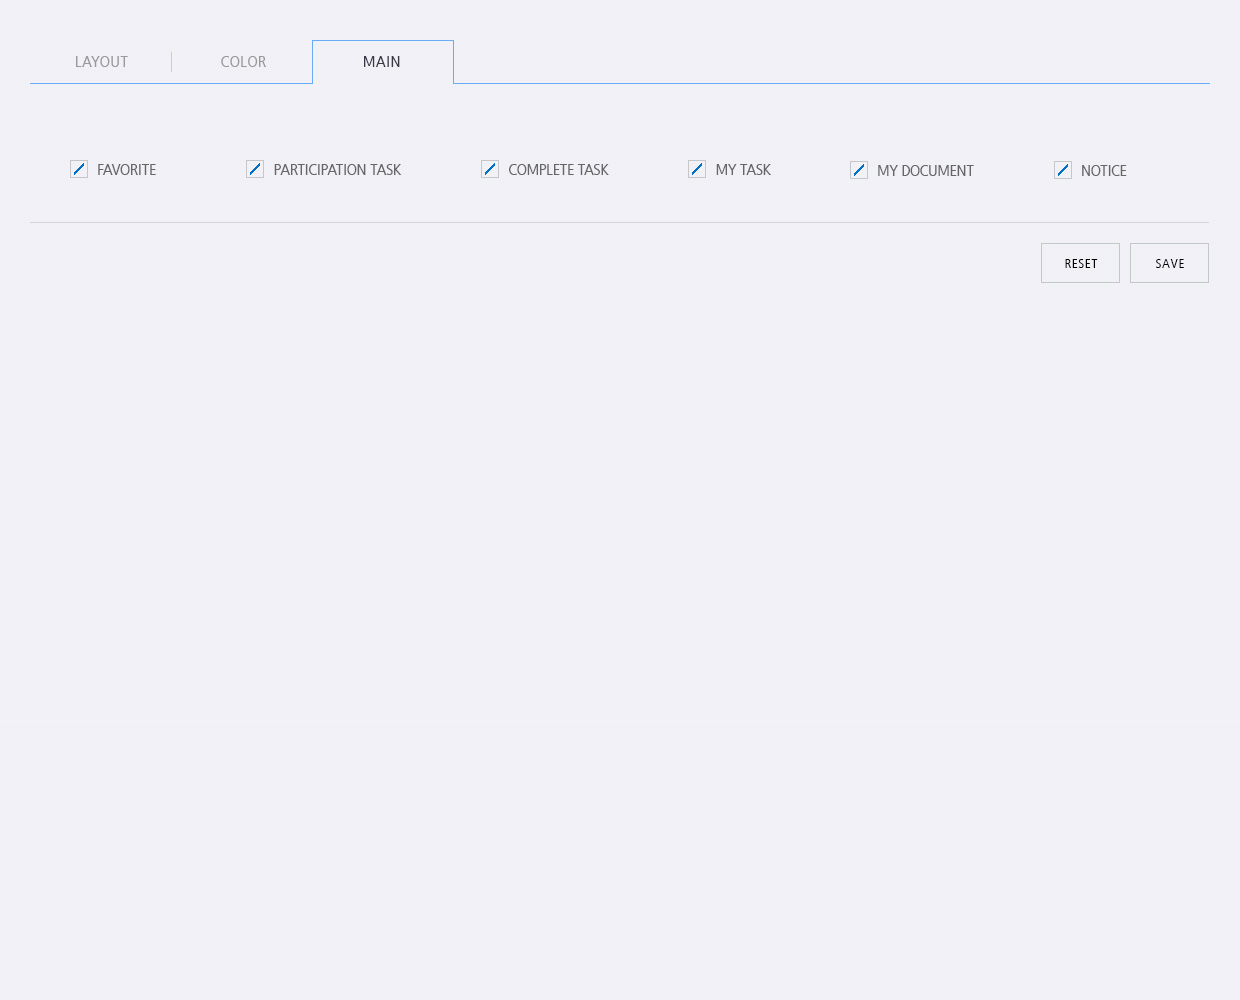 LAYOUT COLOR MAIN
FAVORITE PARTICIPATION TASK COMPLETE TASK MY TASK MY DOCUMENT NOTICE
RESET SAVE